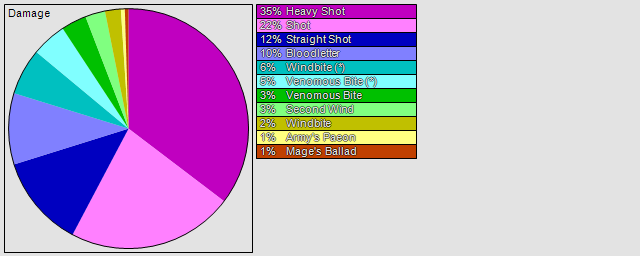 Damage
35% Heavy Shot
22% Shot
12% Straight Shot
10% Bloodletter
6% Windbite (*)
5% Venomous Bite (*)
3% Venomous Bite
3% Second Wind
2% Windbite
1% Army's Paeon
1% Mage's Ballad